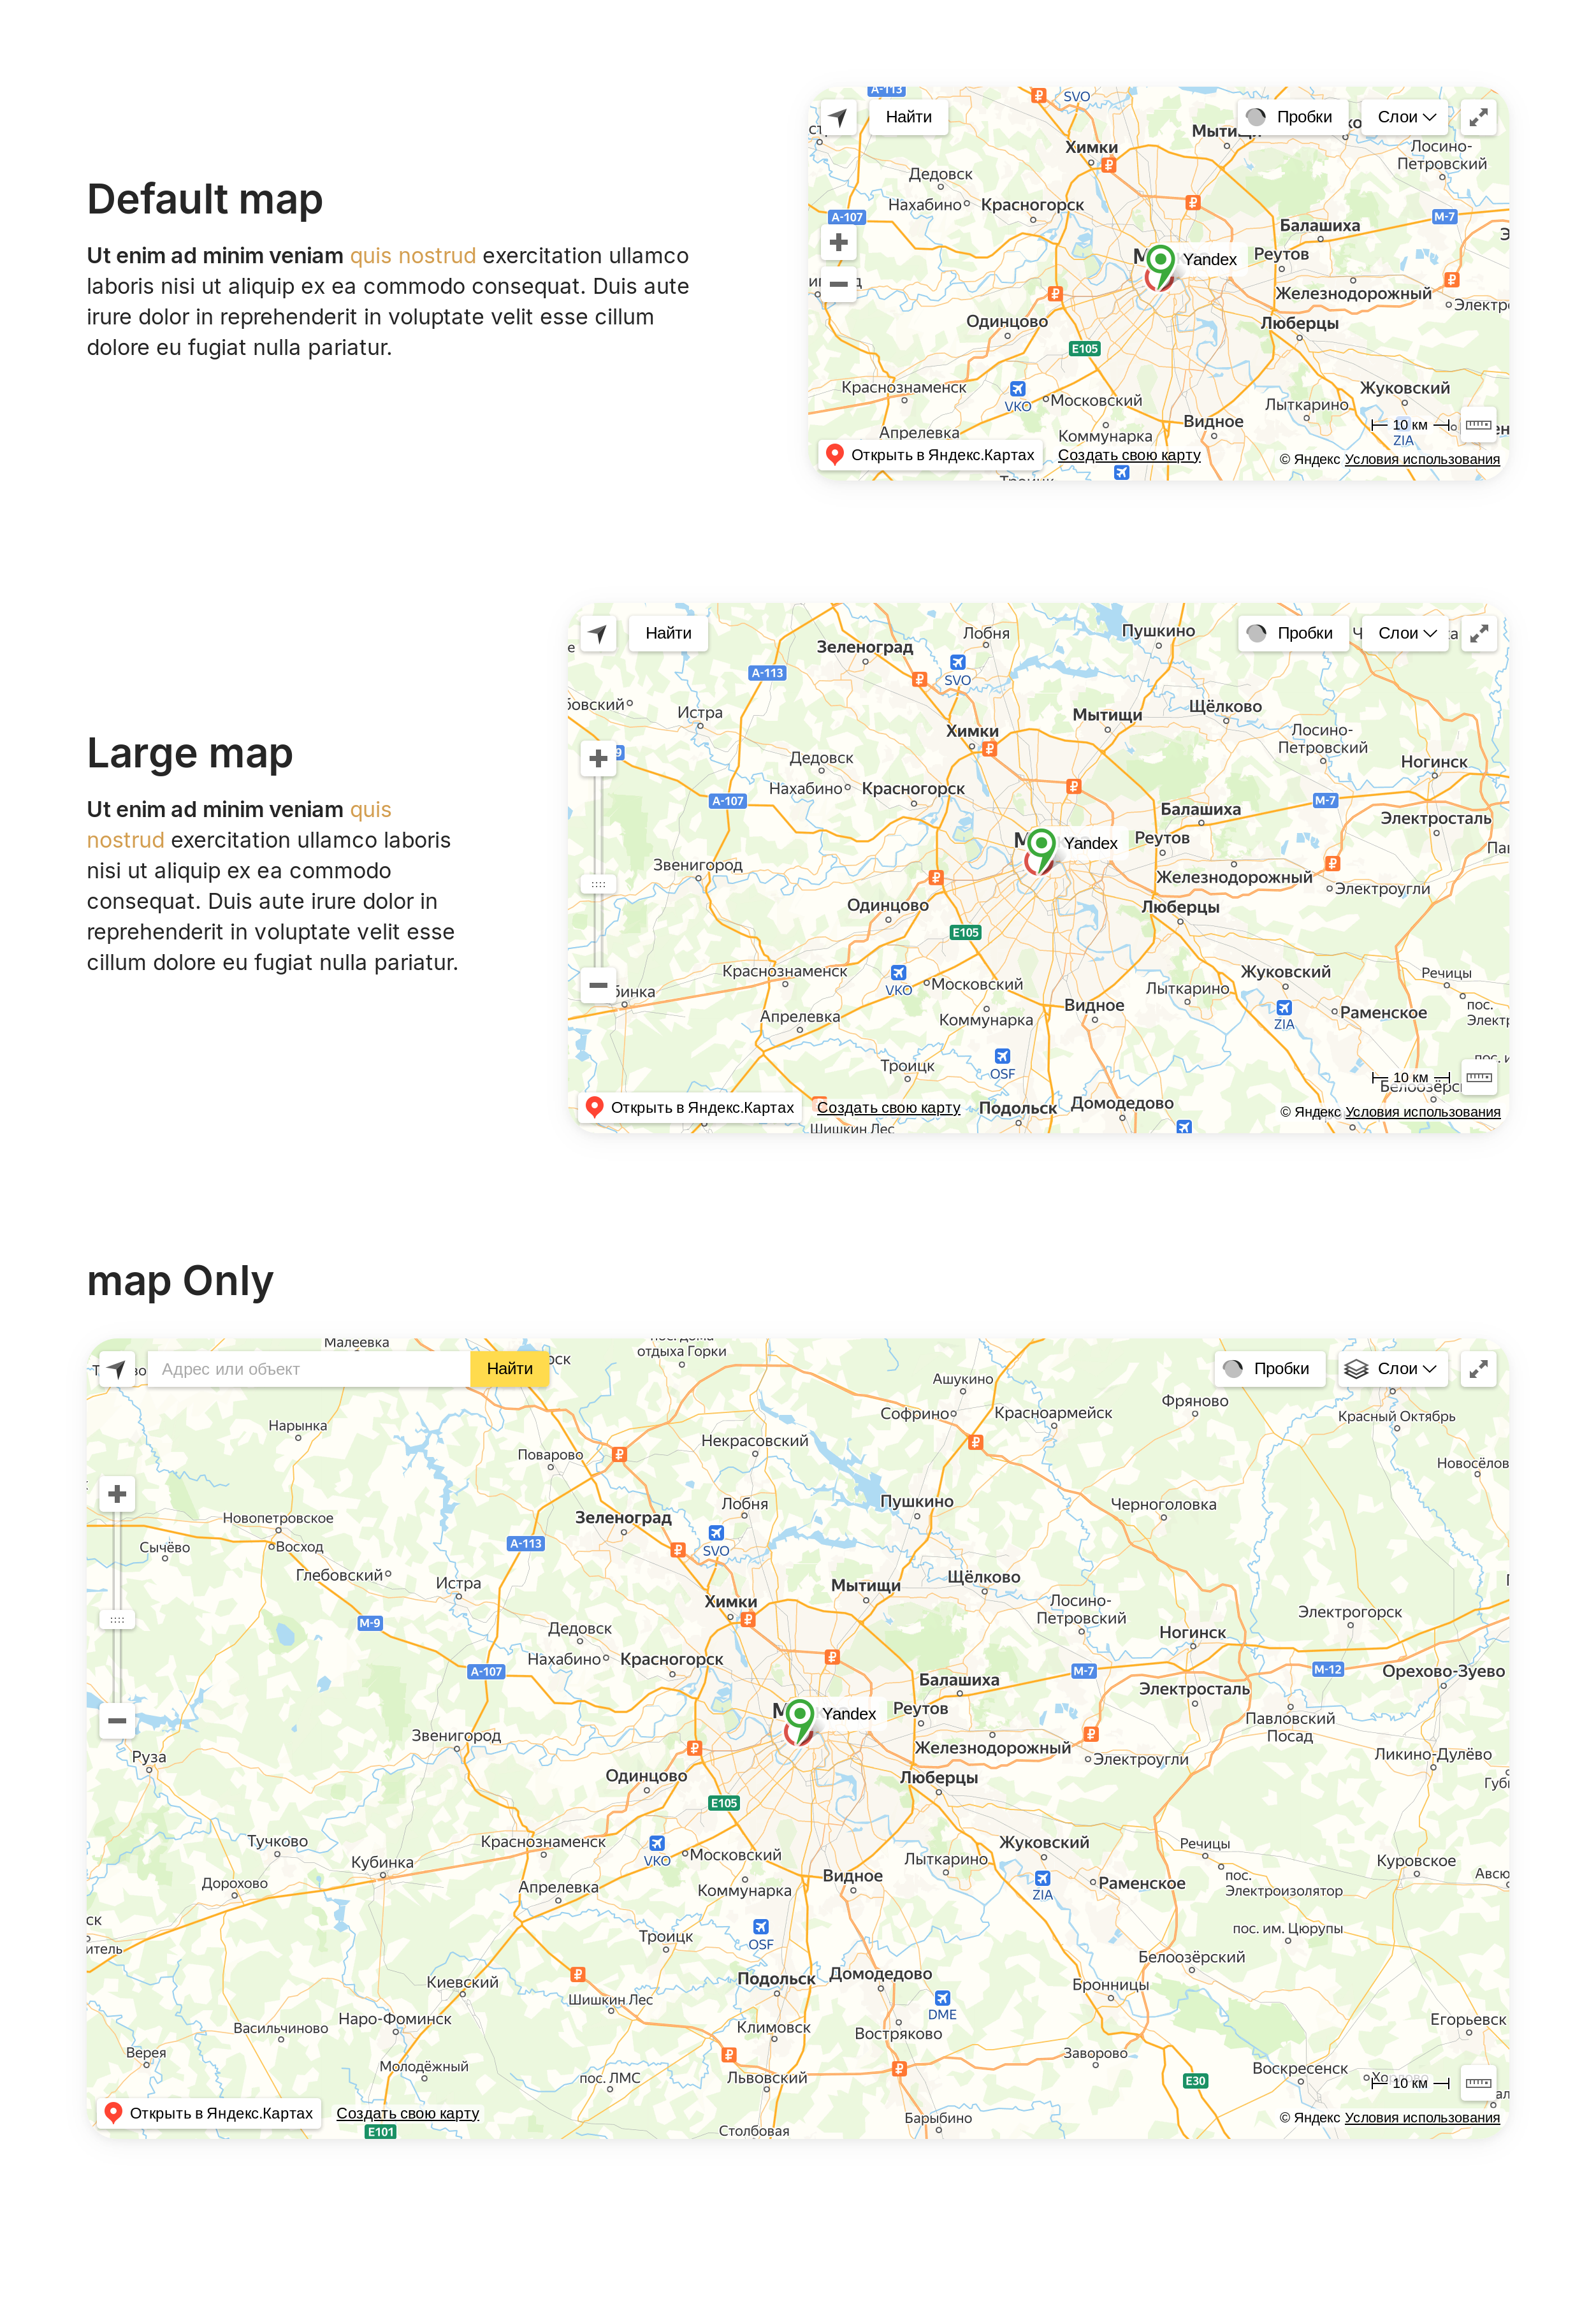 Default map
Ut enim ad minim veniam quis nostrud exercitation ullamco
laboris nisi ut aliquip ex ea commodo consequat. Duis aute
irure dolor in reprehenderit in voluptate velit esse cillum
dolore eu fugiat nulla pariatur.
А-113
SVO
Найти
Пробки
Слои
Химки
Лосино-
Петровский
Дедовск
Нахабино
Красногорск
А-107
М-7
Балашиха
Yandex
Реутов
Железнодорожный
Одинцово
Люберцы
E105
Краснознаменск
VKO
Московский
Жуковский
Лыткарино
Видное
Апрелевка
Коммунарка
10 км
ZIA
Открыть в Яндекс.Картах
Создать свою карту
© Яндекс Условия использования
Large map
Ut enim ad minim veniam quis
nostrud exercitation ullamco laboris
nisi ut aliquip ex ea commodo
consequat. Duis aute irure dolor in
reprehenderit in voluptate velit esse
cillum dolore eu fugiat nulla pariatur.
Найти
Лобня
Пушкино
Пробки
Слои
Зеленоград
А-113
SVO
Истра
Мытищи
Щёлково
Химки
Лосино-
Петровский
Дедовск
Ногинск
Нахабино
Красногорск
А-107
М-7
Балашиха
Электросталь
Yandex
Реутов
Звенигород
Железнодорожный
Электроугли
Одинцово
Люберцы
E105
Краснознаменск
VKO
Московский
Жуковский
Речицы
Лыткарино
Видное
пос.
Апрелевка
Коммунарка
ZIA
Раменское
Троицк
OSF
10 км
Открыть в Яндекс.Картах
Создать свою карту
Подольск
Домодедово
© Яндекс Условия использования
Шишкин Лес
map Only
Малеевка
отдыха Горки
Адрес или объект
Найти
Пробки
Слои
Ашукино
Фряново
Нарынка
Софрино
Красноармейск
Красный Октябрь
Поварово
Некрасовский
Новопетровское
Зеленоград
Лобня
Пушкино
Черноголовка
Сычёво
Восход
А-113
SVO
Глебовский
Истра
Мытищи
Щёлково
Химки
М-9
Лосино-
Петровский
Электрогорск
Дедовск
Ногинск
Нахабино
Красногорск
А-107
М-7
М-12
Орехово-Зуево
Балашиха
Электросталь
Yandex
Реутов
Павловский
Посад
Звенигород
Железнодорожный
Электроугли
Ликино-Дулёво
Руза
Одинцово
Люберцы
E105
Тучково
Краснознаменск
Жуковский
Речицы
Кубинка
VKO
Московский
Лыткарино
Куровское
Дорохово
Апрелевка
Коммунарка
Видное
ZIA
Раменское
пос.
Электроизолятор
Троицк
OSF
пос. им. Цюрупы
Белоозёрский
Киевский
Подольск
Домодедово
Бронницы
Шишкин Лес
DME
Васильчиново
Наро-Фоминск
Климовск
Востряково
Егорьевск
Верея
Молодёжный
Заворово
Воскресенск
пос. ЛМС
Львовский
E30
10 км
Открыть в Яндекс.Картах
Создать свою карту
E101
Столбовая
Барыбино
© Яндекс Условия использования